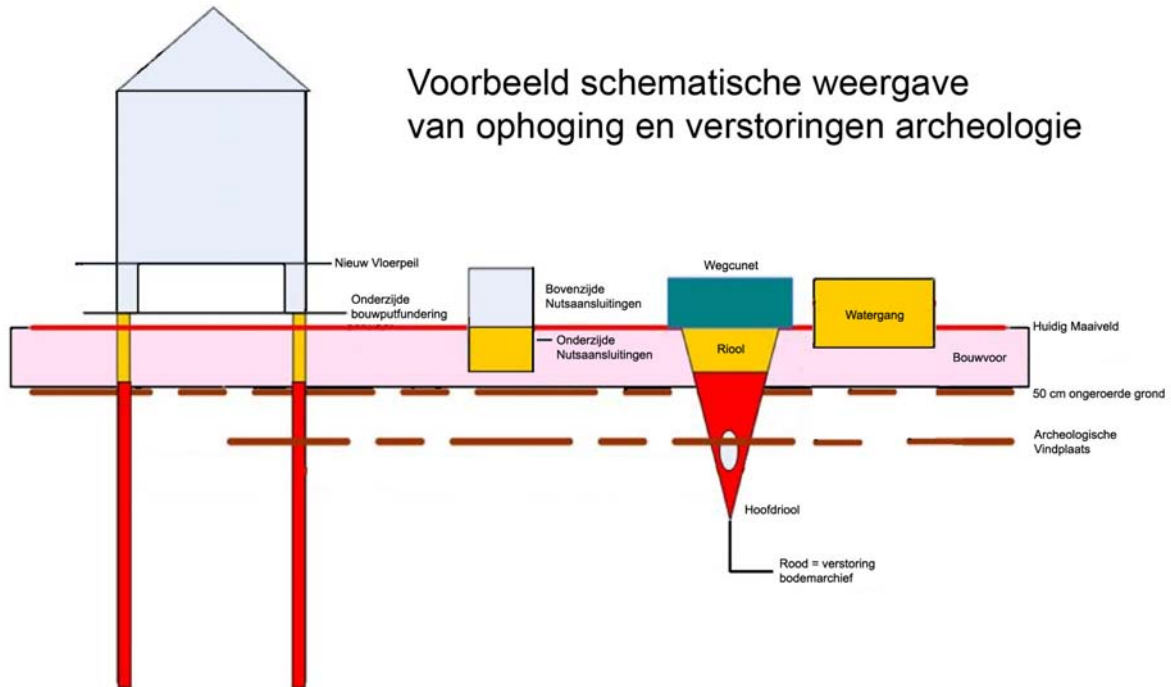 Voorbeeld schematische weergave
van ophoging en verstoringen archeologie
Nieuw Vloerpeil
Onderzijde
bouwputfundering
Bovenzijde
Nutsaansluitingen
Onderzijde
Nutsaansluitingen
Wegcunet
Riool
Watergang
Huidig Maaiveld
Bouwvoor
50 cm ongeroerde grond
Archeologische
Vindplaats
Hoofdriool
Rood = verstoring
bodemarchief